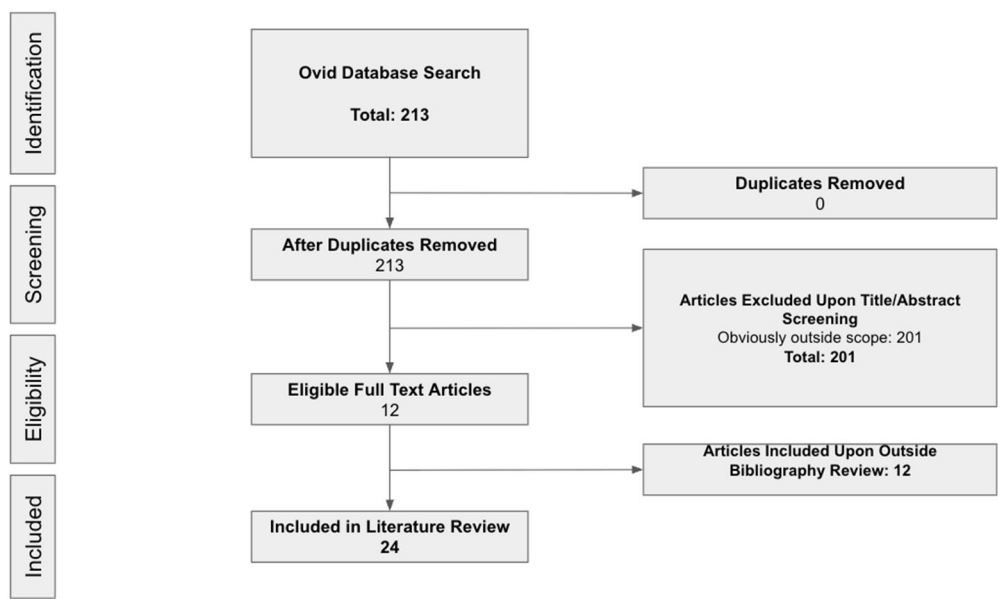 Identification
Ovid Database Search
Total: 213
Duplicates Removed
0
Screening
After Duplicates Removed
213
Articles Excluded Upon Title/Abstract
Screening
Obviously outside scope: 201
Total: 201
Eligibility
Eligible Full Text Articles
12
Articles Included Upon Outside
Bibliography Review: 12
Included
Included in Literature Review
24